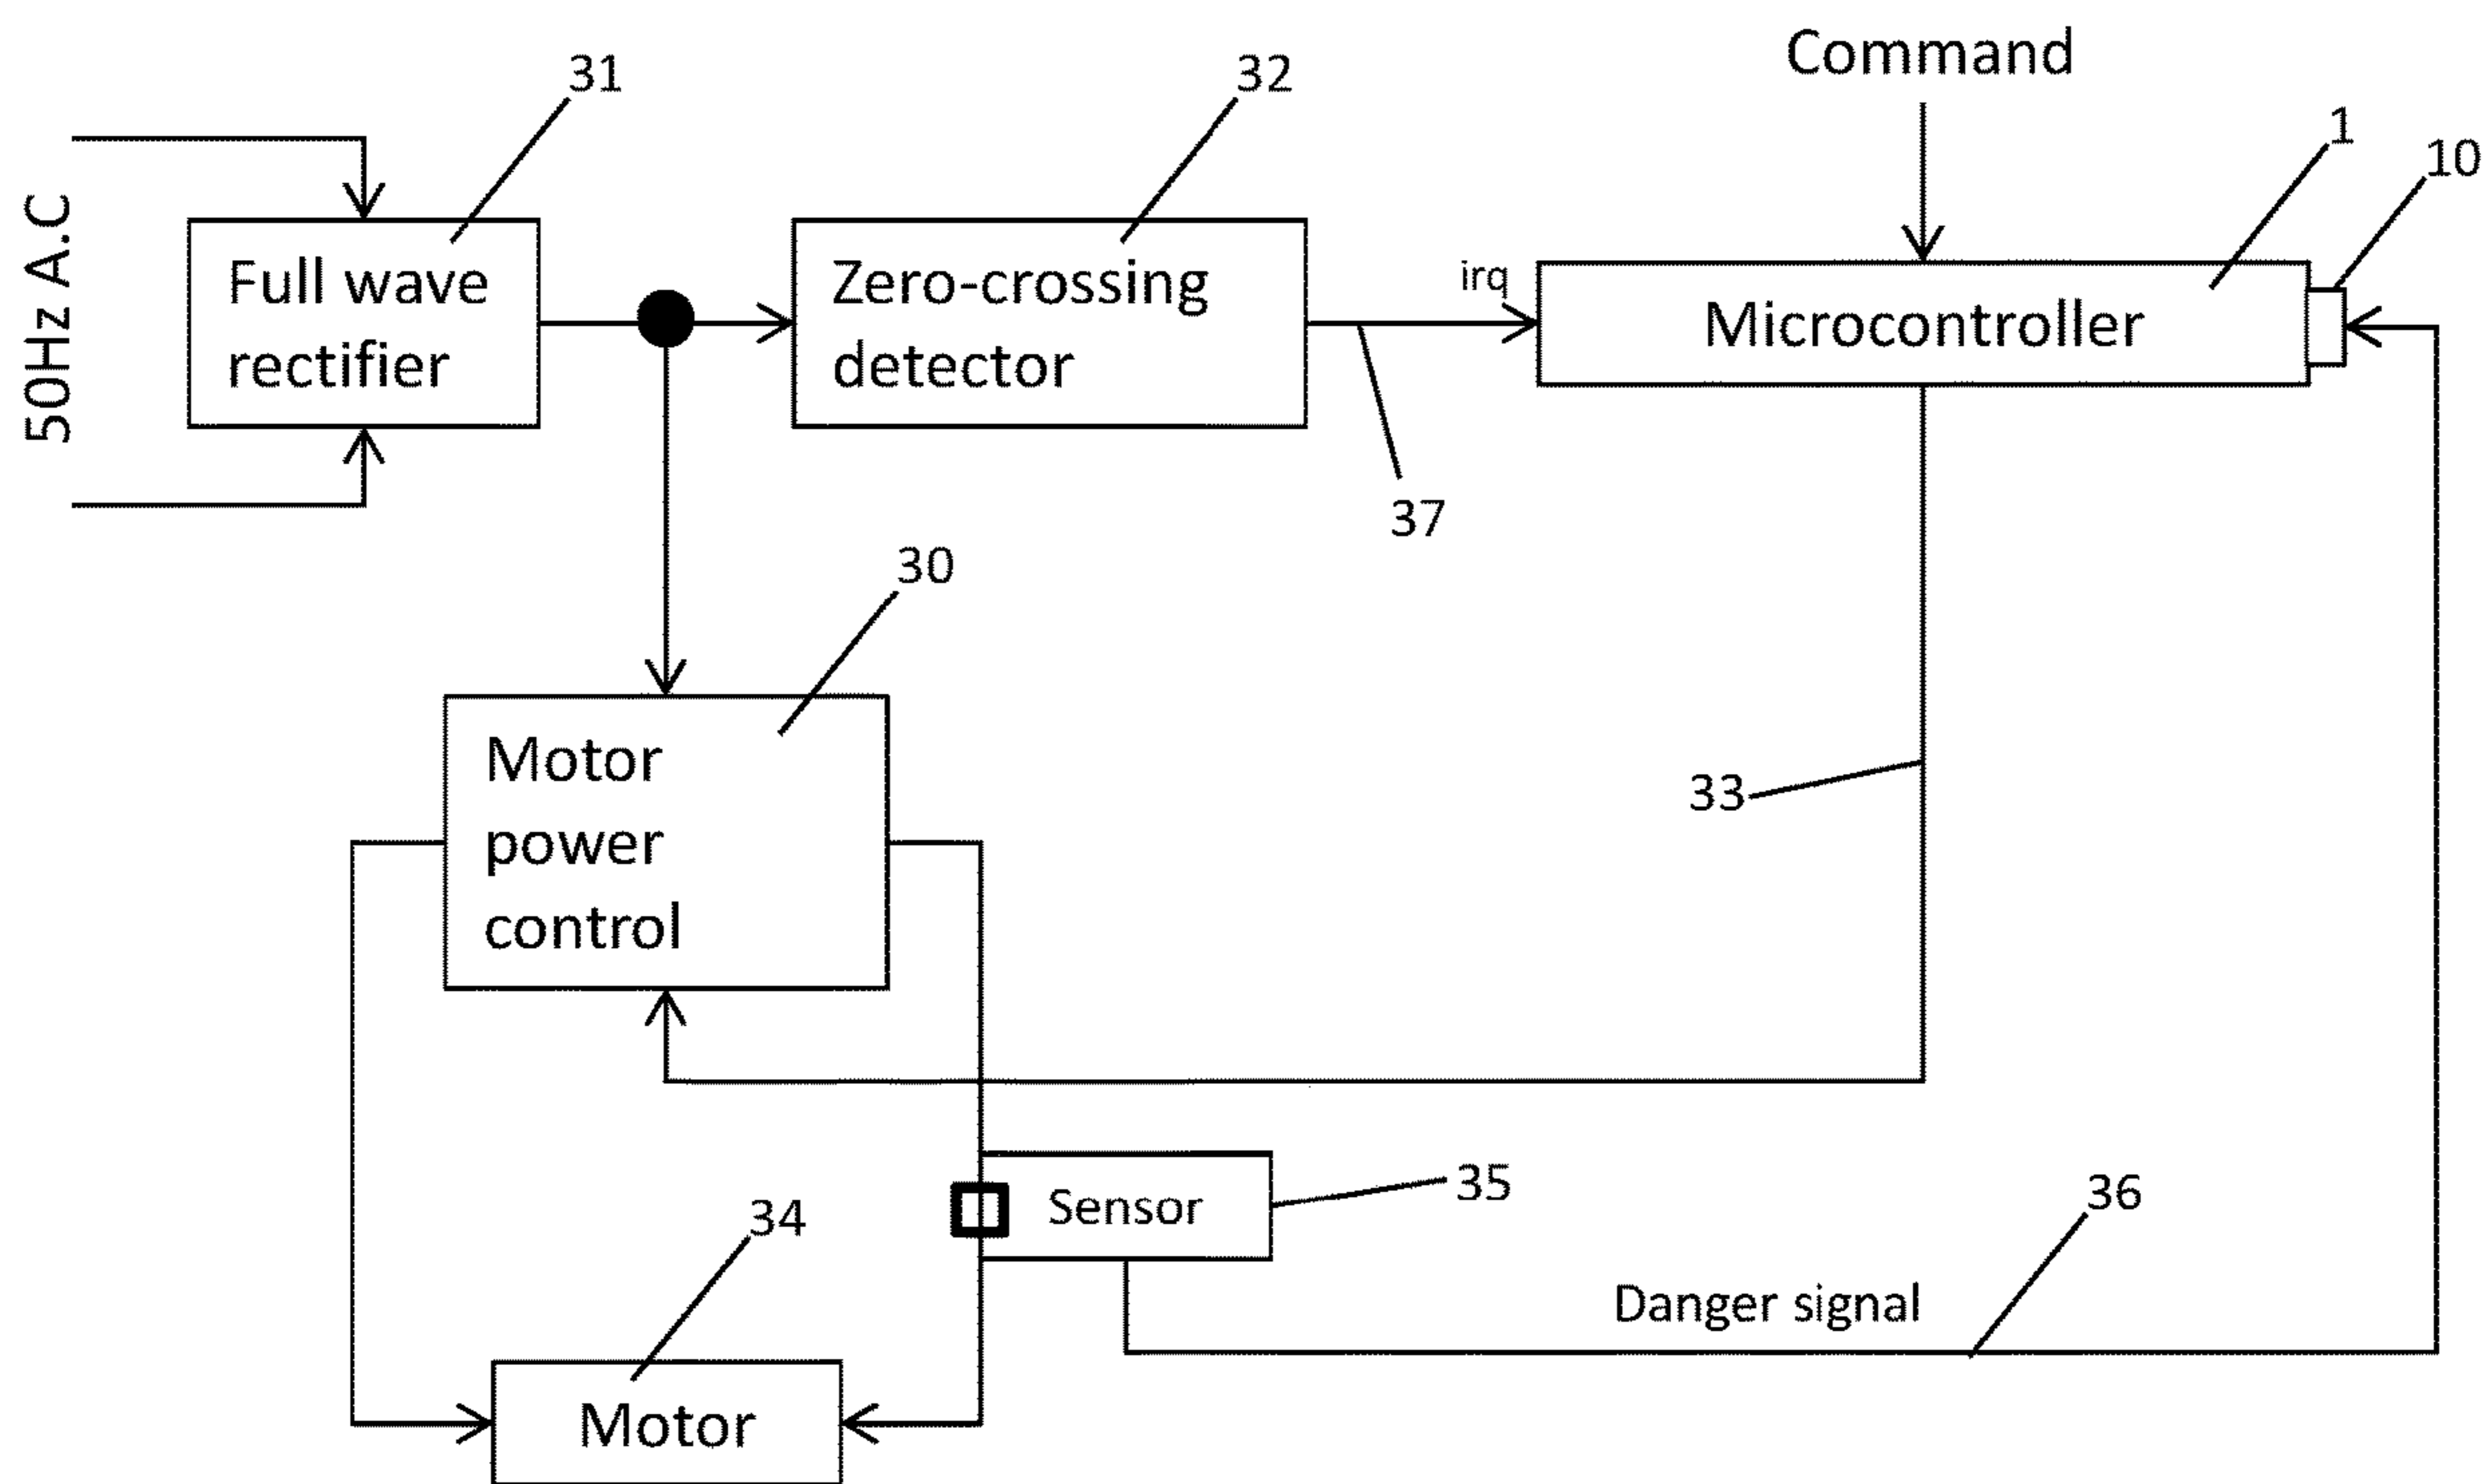 Command
31
32
1
10
50Hz A.C
Full wave
rectifier
Zero-crossing
detector
irq
Microcontroller
37
30
Motor
power
control
33
35
Sensor
36
34
Danger signal
Motor